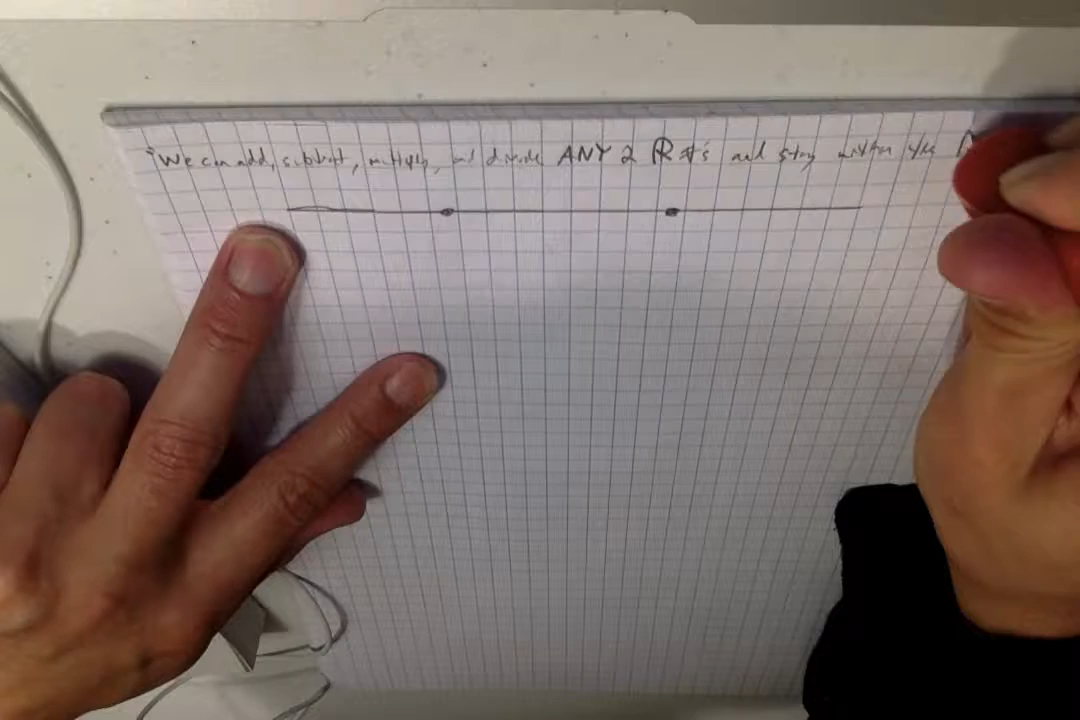 "We can add, subtract, multiply, and divide ANY 2 ℝ #'s and stay within the